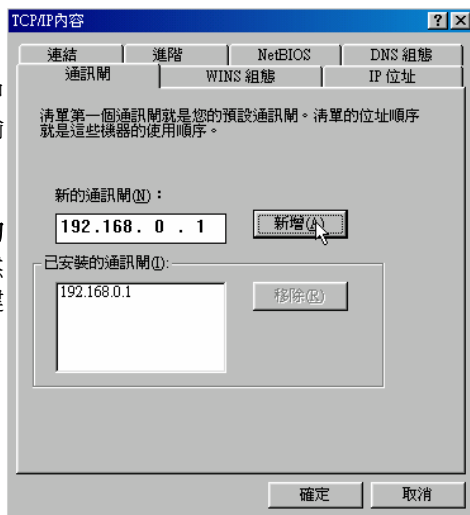 TCP/IP內容
連結 進階 NetBIOS DNS 組態
通訊閘 WINS 組態 IP 位址
清單第一個通訊閘就是您的預設通訊閘。清單的位址順序
就是這些機器的使用順序。
新的通訊閘(N)：
192.168. 0 . 1 新增(A)
已安裝的通訊閘(I):
192.168.0.1 移除(R)
確定 取消